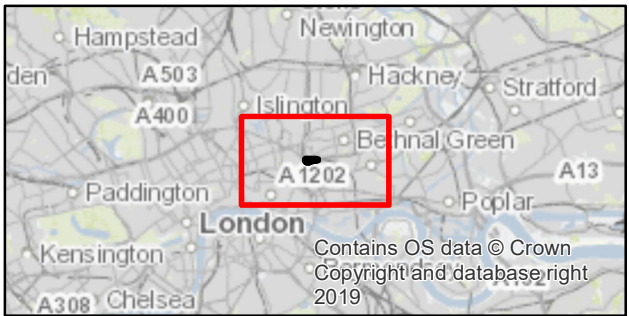 Newington
Hampstead
den
A503
Hackney
Stratford
Islington
A400
Bethnal Green
A1202
A13
Paddington
Poplar
London
Kensington
Contains OS data © Crown
Copyright and database right
2019
A308
Chelsea